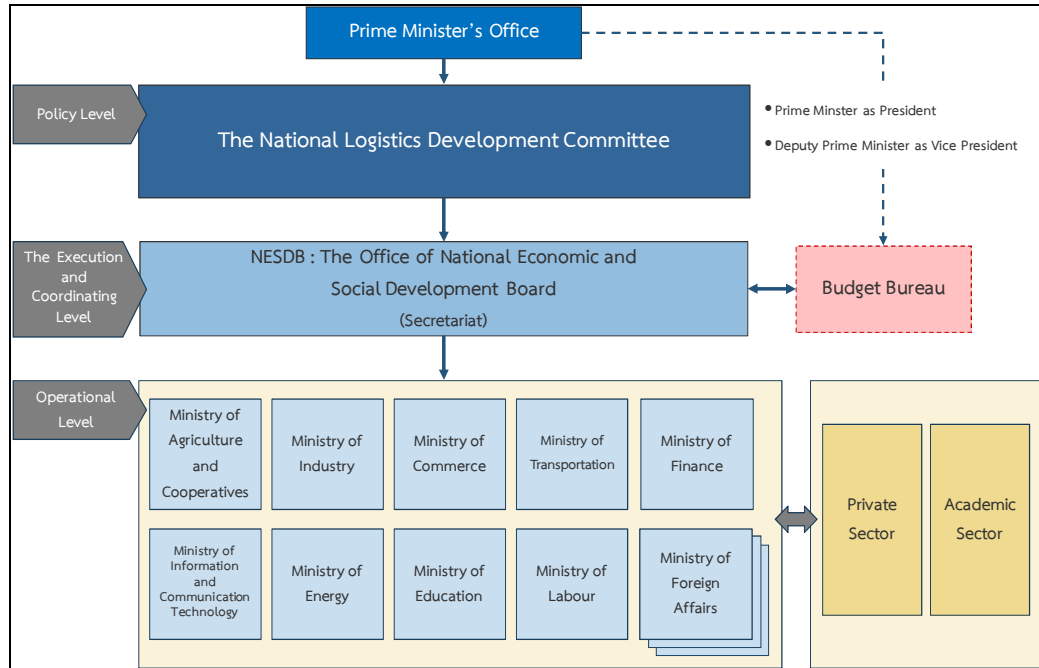 Prime Minister's Office
Policy Level
The National Logistics Development Committee
• Prime Minster as President
• Deputy Prime Minister as Vice President
The Execution
and
Coordinating
Level
NESDB : The Office of National Economic and
Social Development Board
(Secretariat)
Budget Bureau
Operational
Level
Ministry of
Agriculture
and
Cooperatives
Ministry of
Industry
Ministry of
Commerce
Ministry of
Transportation
Ministry of
Finance
Ministry of
Information
and
Communication
Technology
Ministry of
Energy
Ministry of
Education
Ministry of
Labour
Ministry of
Foreign
Affairs
Private
Sector
Academic
Sector